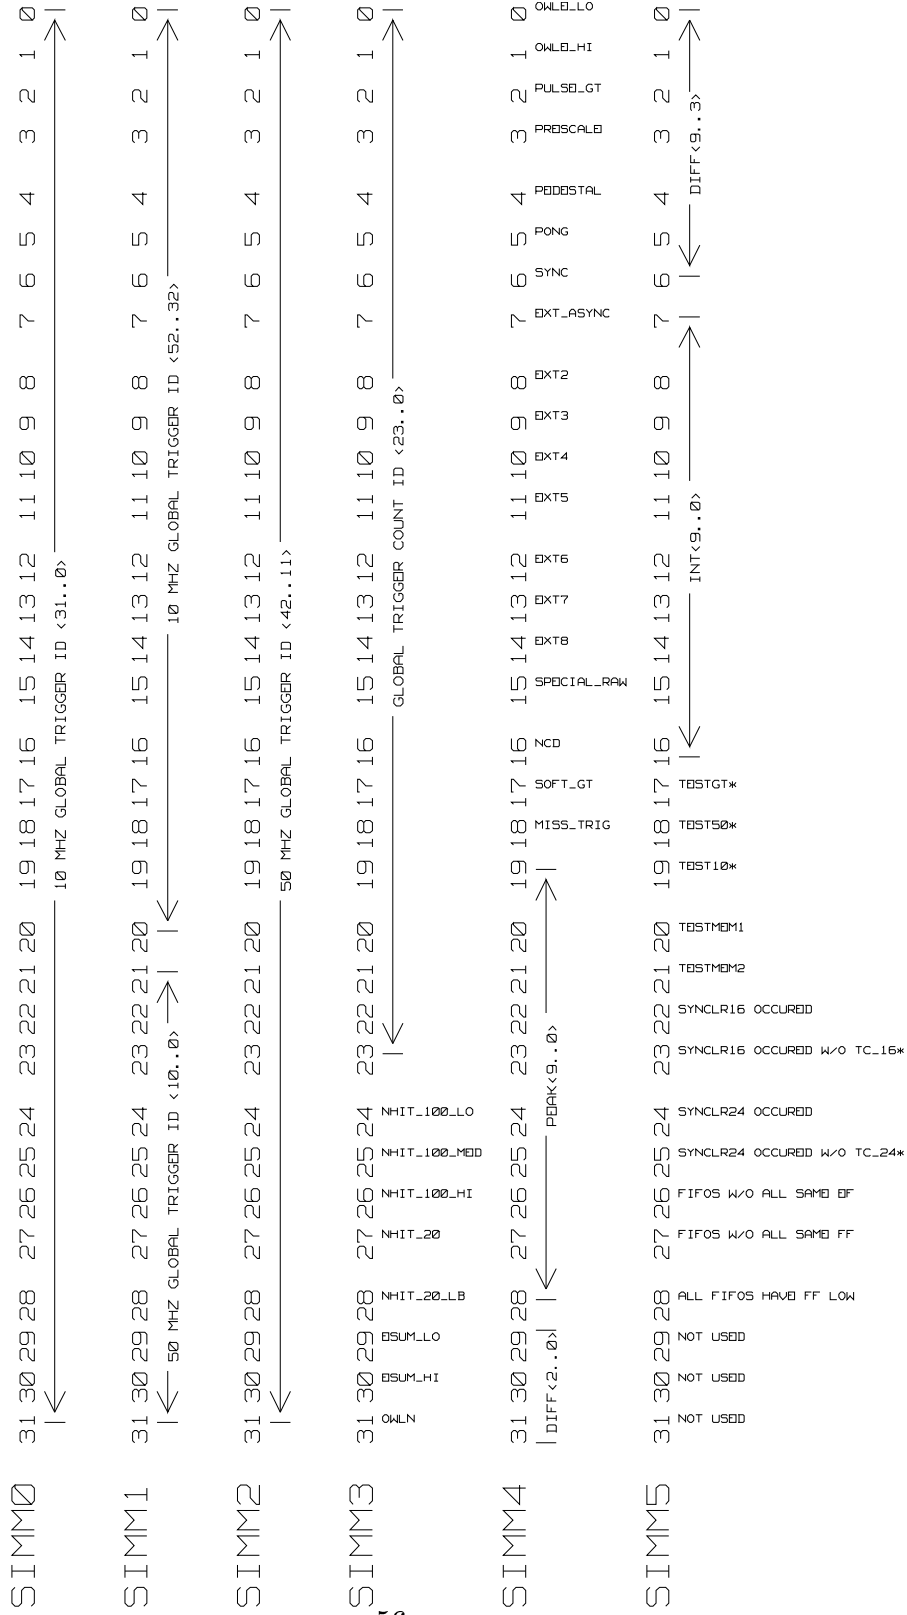 SIMM0 31 30 29 28 27 26 25 24 23 22 21 20 19 18 17 16 15 14 13 12 11 10 9 8 7 6 5 4 3 2 1 0
10 MHZ GLOBAL TRIGGER ID <31..0>
SIMM1 31 30 29 28 27 26 25 24 23 22 21 20 19 18 17 16 15 14 13 12 11 10 9 8 7 6 5 4 3 2 1 0
50 MHZ GLOBAL TRIGGER ID <10..0>
10 MHZ GLOBAL TRIGGER ID <52..32>
SIMM2 31 30 29 28 27 26 25 24 23 22 21 20 19 18 17 16 15 14 13 12 11 10 9 8 7 6 5 4 3 2 1 0
50 MHZ GLOBAL TRIGGER ID <42..11>
SIMM3 31 30 29 28 27 26 25 24 23 22 21 20 19 18 17 16 15 14 13 12 11 10 9 8 7 6 5 4 3 2 1 0
GLOBAL TRIGGER COUNT ID <23..0>
NHIT_100_LO
NHIT_100_MED
NHIT_100_HI
NHIT_20
NHIT_20_LB
ESUM_LO
ESUM_HI
OWLN
SIMM4 31 30 29 28 27 26 25 24 23 22 21 20 19 18 17 16 15 14 13 12 11 10 9 8 7 6 5 4 3 2 1 0
OWLE_LO
OWLE_HI
PULSE_GT
PRESCALE
PEDESTAL
PONG
SYNC
EXT_ASYNC
EXT2
EXT3
EXT4
EXT5
EXT6
EXT7
EXT8
SPECIAL_RAW
NCD
SOFT_GT
MISS_TRIG
PEAK<9..0>
DIFF<2..0>
SIMM5 31 30 29 28 27 26 25 24 23 22 21 20 19 18 17 16 15 14 13 12 11 10 9 8 7 6 5 4 3 2 1 0
DIFF<9..3>
INT<9..0>
TESTGT*
TEST50*
TEST10*
TESTMEM1
TESTMEM2
SYNCLR16 OCCURED
SYNCLR16 OCCURED W/O TC_16*
SYNCLR24 OCCURED
SYNCLR24 OCCURED W/O TC_24*
FIFOS W/O ALL SAME EF
FIFOS W/O ALL SAME FF
ALL FIFOS HAVE FF LOW
NOT USED
NOT USED
NOT USED